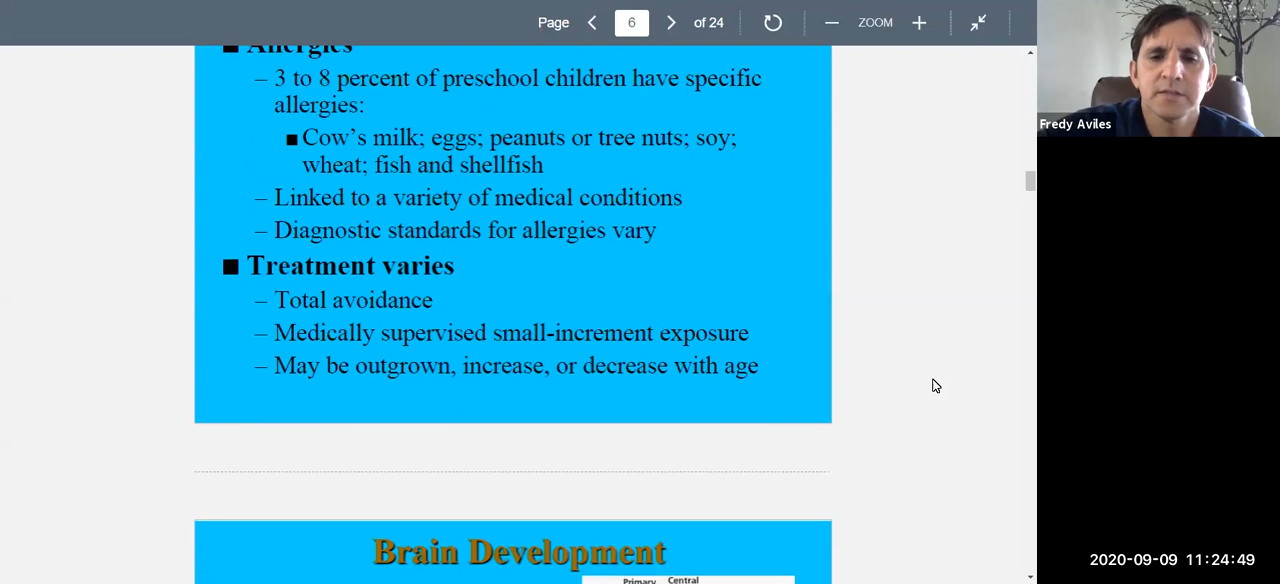 Page 6 of 24 ZOOM
■ Allergies
– 3 to 8 percent of preschool children have specific
allergies:
■ Cow's milk; eggs; peanuts or tree nuts; soy;
wheat; fish and shellfish
– Linked to a variety of medical conditions
– Diagnostic standards for allergies vary
■ Treatment varies
– Total avoidance
– Medically supervised small-increment exposure
– May be outgrown, increase, or decrease with age
Brain Development
Primary Central
Fredy Aviles
2020-09-09 11:24:49